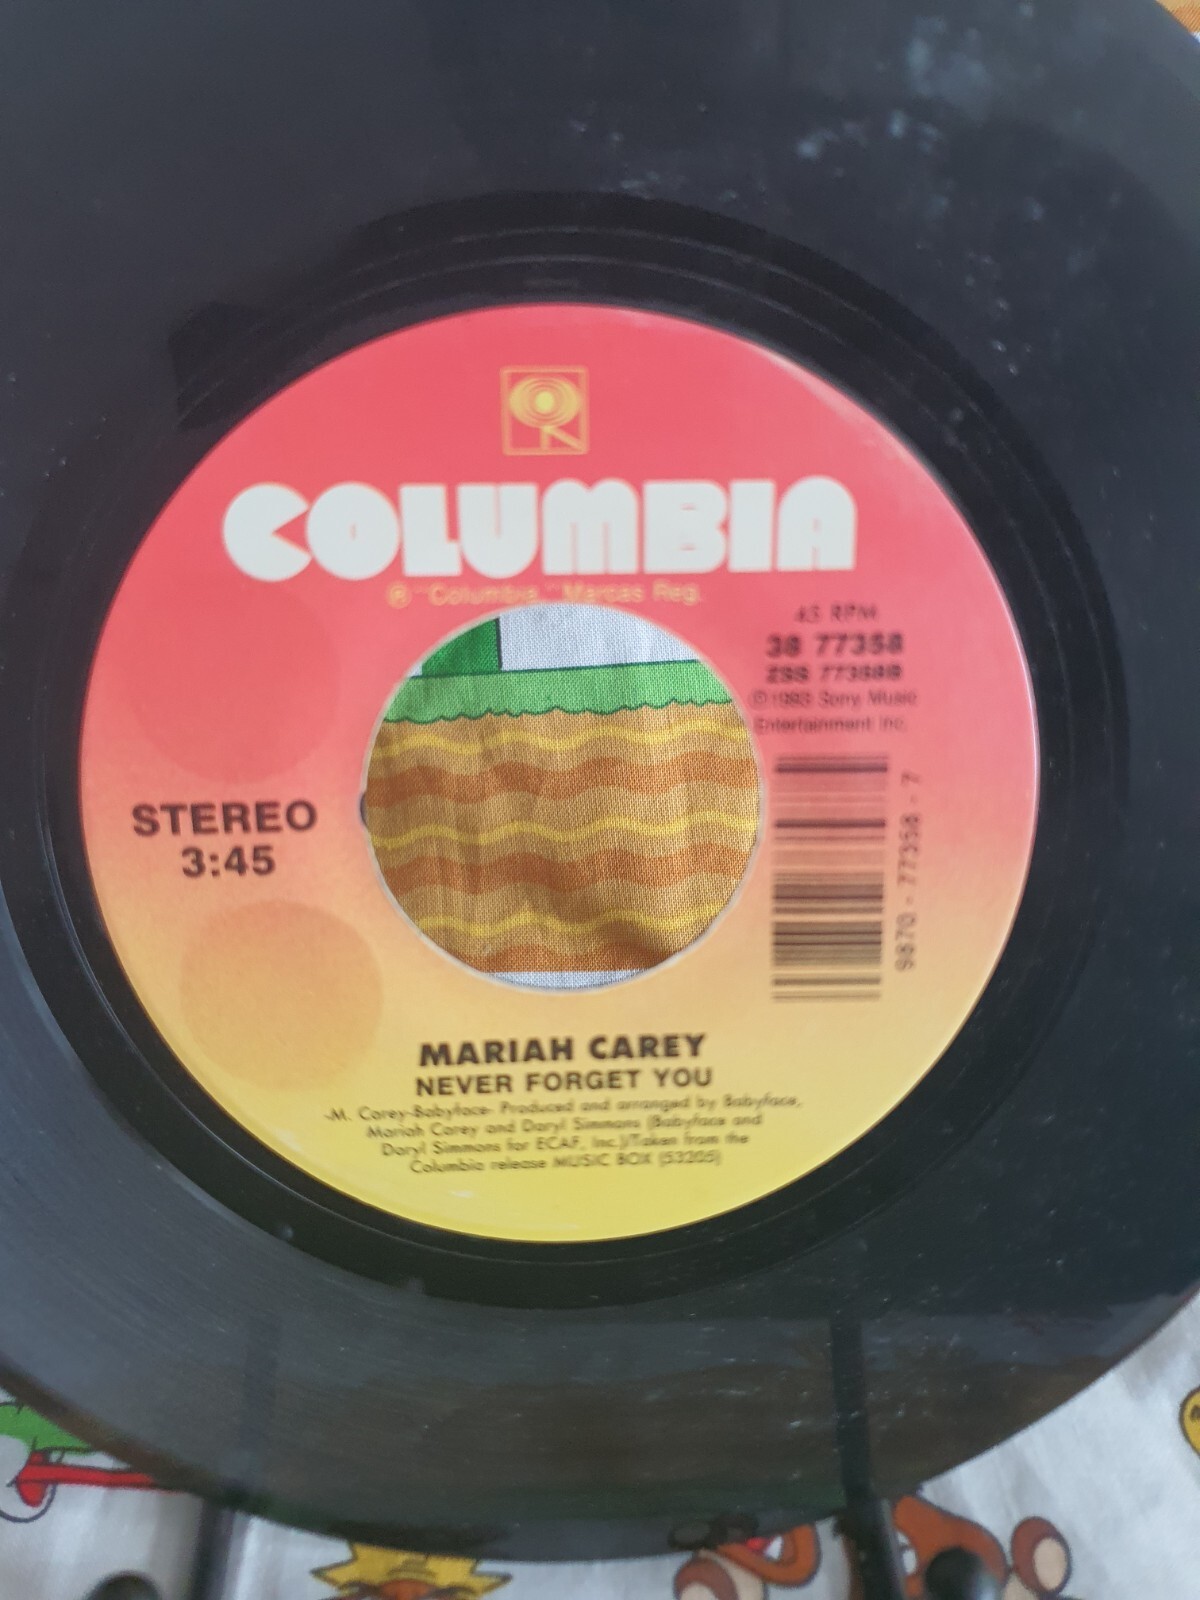 COLUMBIA
® "Columbia," Marcas Reg.
45 RPM
38 77358
ZSS 77358B
©1993 Sony Music
Entertainment Inc.
9870-77358-7
STEREO
3:45
MARIAH CAREY
NEVER FORGET YOU
-M. Carey-Babyface- Produced and arranged by Babyface,
Mariah Carey and Daryl Simmons (Babyface and
Daryl Simmons for ECAF, Inc.)/Taken from the
Columbia release MUSIC BOX (53205)